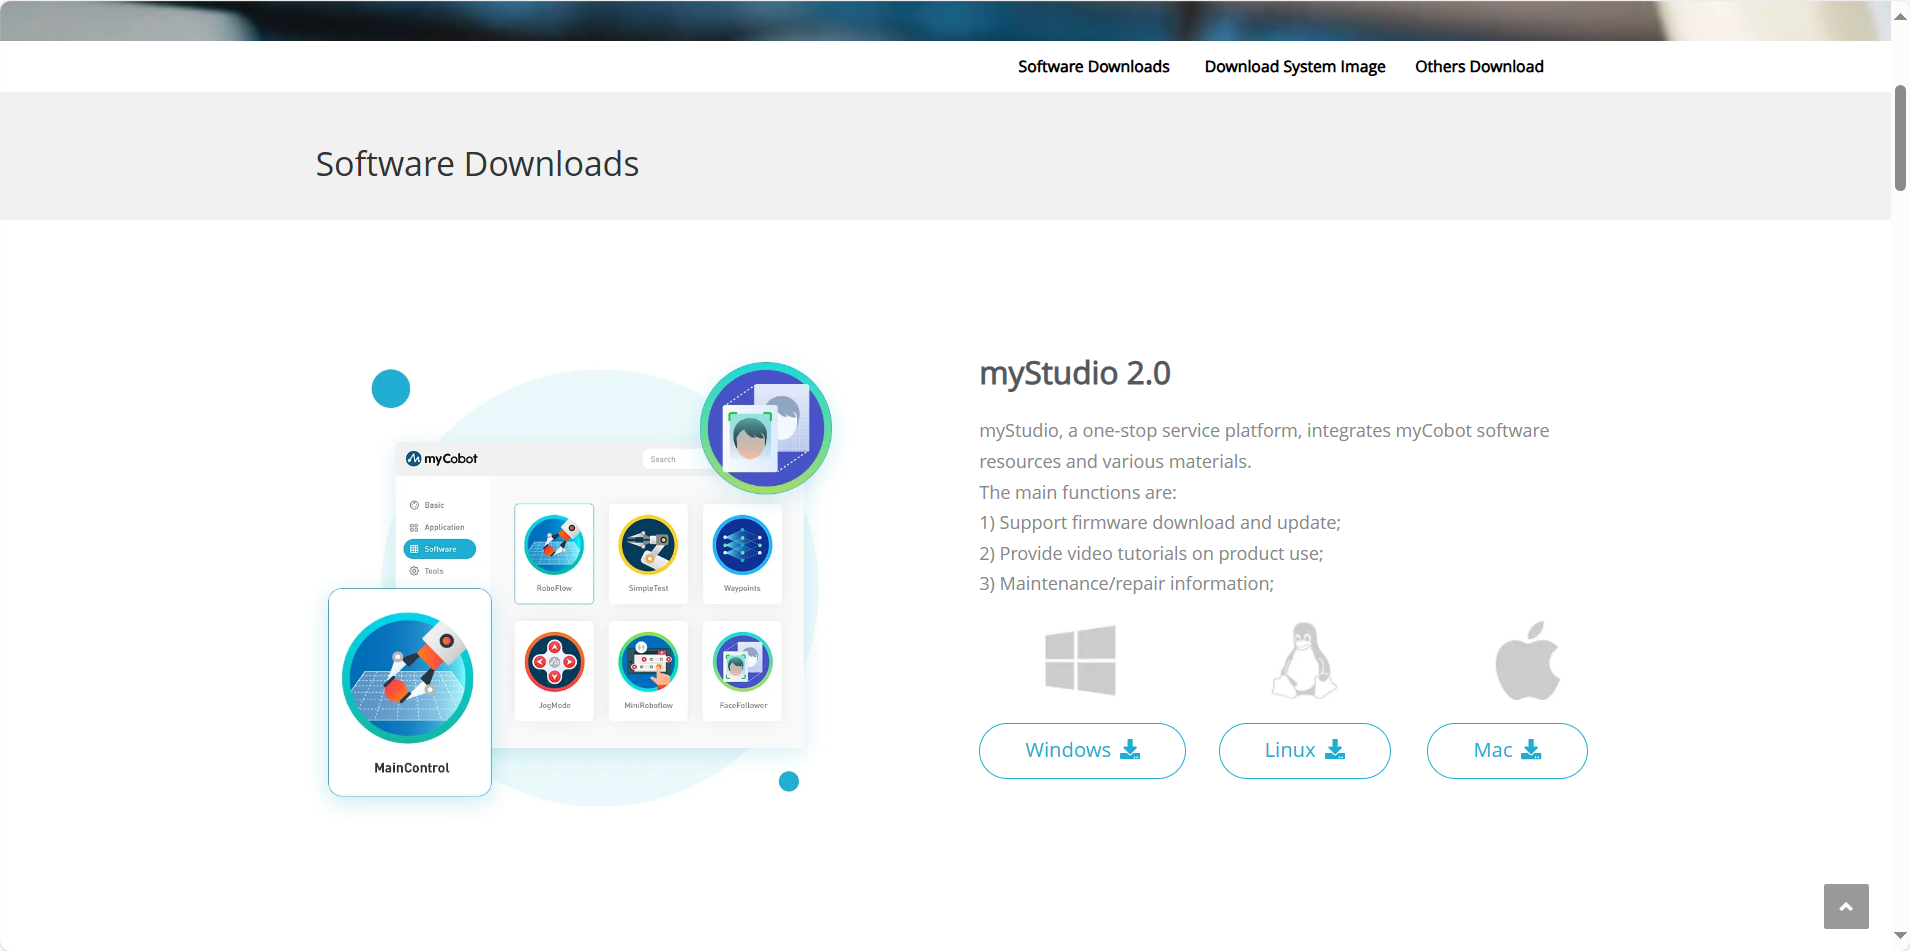 Software Downloads
Download System Image
Others Download
Software Downloads
myCobot
Search
Basic
Application
Software
Tools
RoboFlow
SimpleTest
Waypoints
JogMode
MiniRoboflow
FaceFollower
MainControl
myStudio 2.0
myStudio, a one-stop service platform, integrates myCobot software
resources and various materials.
The main functions are:
1) Support firmware download and update;
2) Provide video tutorials on product use;
3) Maintenance/repair information;
Windows
Linux
Mac